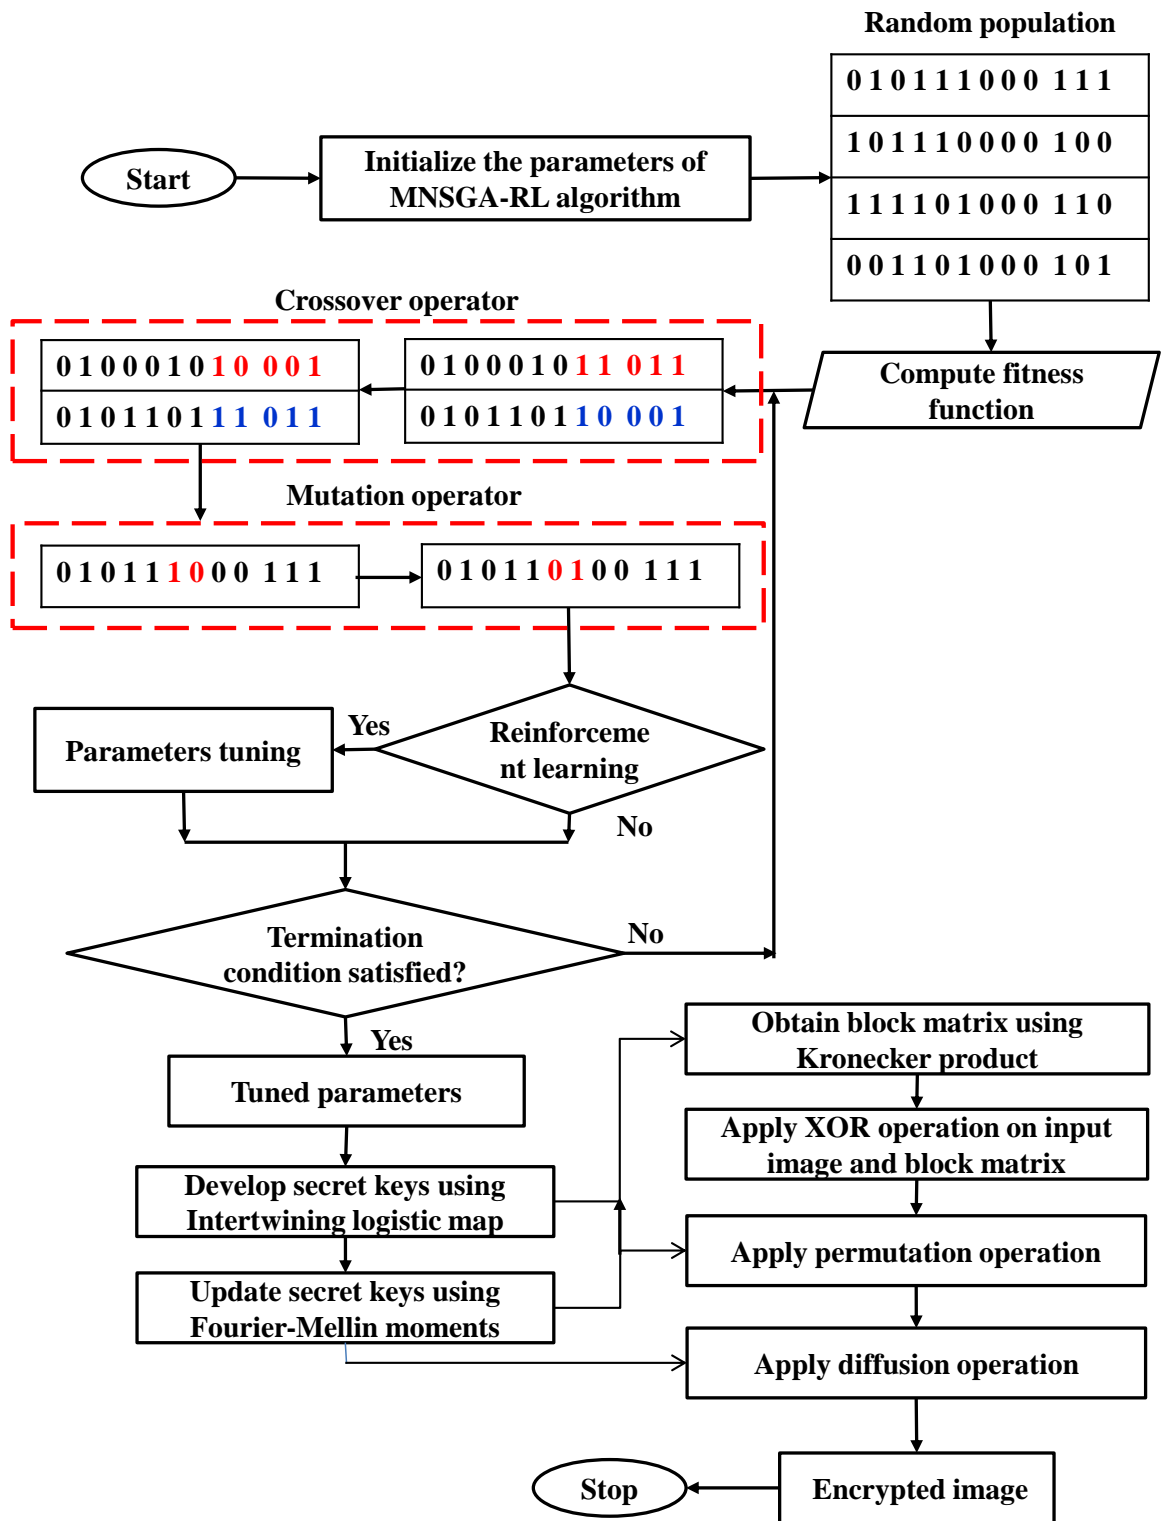 Random population
0 1 0 1 1 1 0 0 0 1 1 1
1 0 1 1 1 0 0 0 0 1 0 0
1 1 1 1 0 1 0 0 0 1 1 0
0 0 1 1 0 1 0 0 0 1 0 1
Start
Initialize the parameters of
MNSGA-RL algorithm
Compute fitness
function
Crossover operator
0 1 0 0 0 1 0 1 0 0 0 1
0 1 0 1 1 0 1 1 1 0 1 1
0 1 0 0 0 1 0 1 1 0 1 1
0 1 0 1 1 0 1 1 0 0 0 1
Mutation operator
0 1 0 1 1 1 1 0 0 0 1 1 1
0 1 0 1 1 0 1 0 0 1 1 1
Reinforceme
nt learning
Yes
Parameters tuning
No
Termination
condition satisfied?
No
Yes
Tuned parameters
Develop secret keys using
Intertwining logistic map
Update secret keys using
Fourier-Mellin moments
Obtain block matrix using
Kronecker product
Apply XOR operation on input
image and block matrix
Apply permutation operation
Apply diffusion operation
Encrypted image
Stop